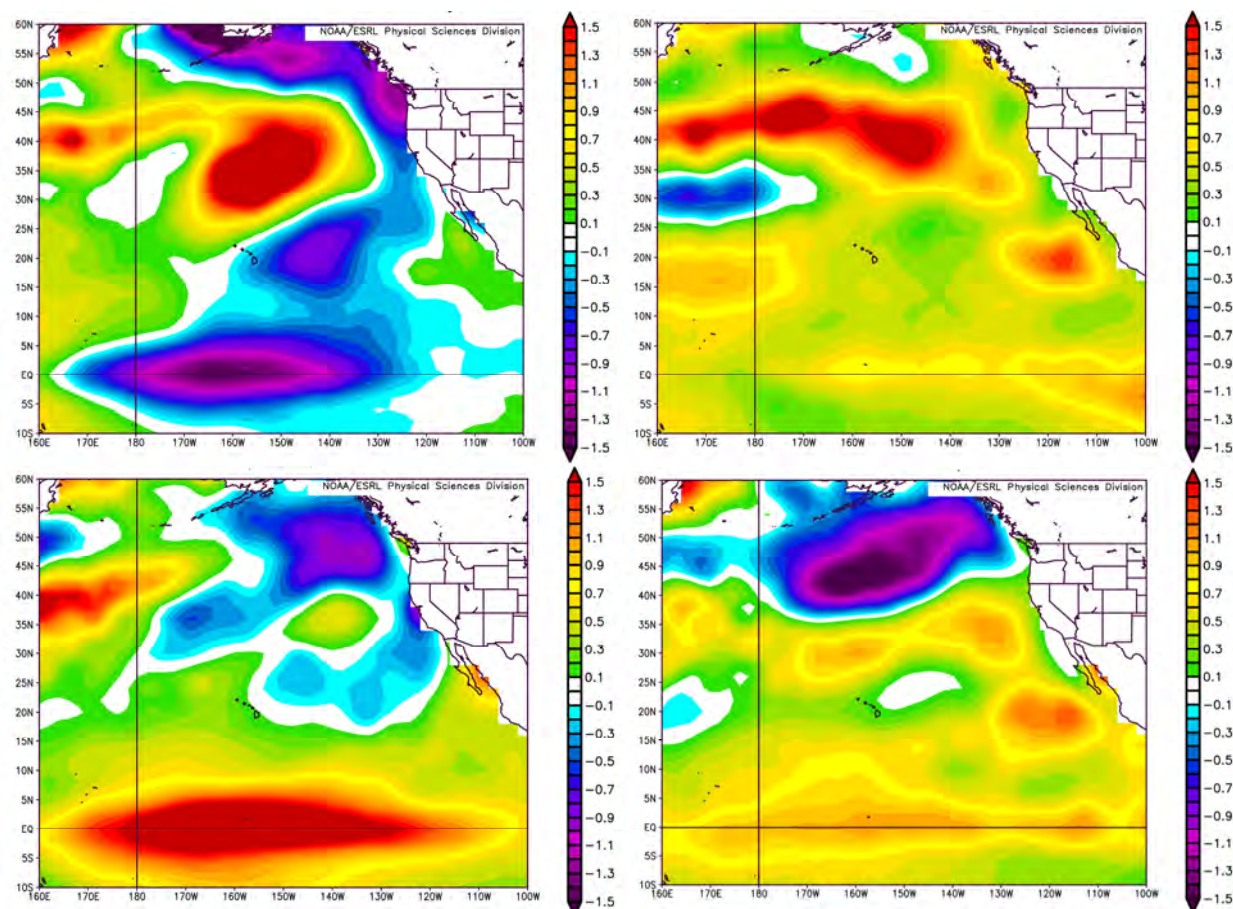 NOAA/ESRL Physical Sciences Division
60N
55N
50N
45N
40N
35N
30N
25N
20N
15N
10N
5N
EQ
5S
10S
160E 170E 180 170W 160W 150W 140W 130W 120W 110W 100W
1.5
1.3
1.1
0.9
0.7
0.5
0.3
0.1
−0.1
−0.3
−0.5
−0.7
−0.9
−1.1
−1.3
−1.5
NOAA/ESRL Physical Sciences Division
60N
55N
50N
45N
40N
35N
30N
25N
20N
15N
10N
5N
EQ
5S
10S
160E 170E 180 170W 160W 150W 140W 130W 120W 110W 100W
1.5
1.3
1.1
0.9
0.7
0.5
0.3
0.1
−0.1
−0.3
−0.5
−0.7
−0.9
−1.1
−1.3
−1.5
NOAA/ESRL Physical Sciences Division
60N
55N
50N
45N
40N
35N
30N
25N
20N
15N
10N
5N
EQ
5S
10S
160E 170E 180 170W 160W 150W 140W 130W 120W 110W 100W
1.5
1.3
1.1
0.9
0.7
0.5
0.3
0.1
−0.1
−0.3
−0.5
−0.7
−0.9
−1.1
−1.3
−1.5
NOAA/ESRL Physical Sciences Division
60N
55N
50N
45N
40N
35N
30N
25N
20N
15N
10N
5N
EQ
5S
10S
160E 170E 180 170W 160W 150W 140W 130W 120W 110W 100W
1.5
1.3
1.1
0.9
0.7
0.5
0.3
0.1
−0.1
−0.3
−0.5
−0.7
−0.9
−1.1
−1.3
−1.5